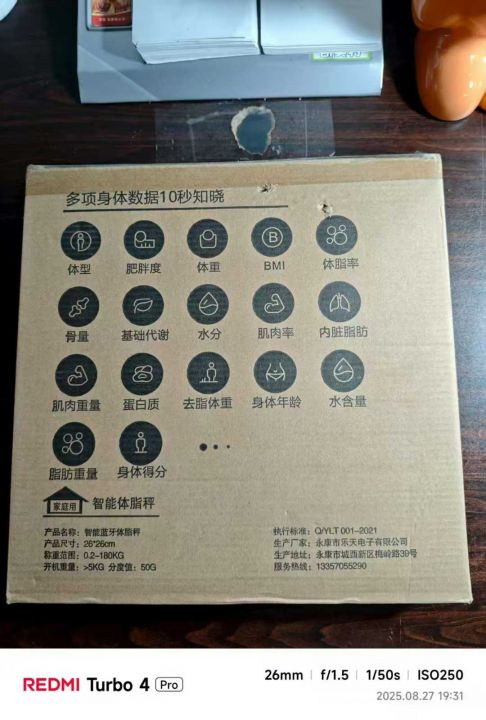 多项身体数据10秒知晓
体型 肥胖度 体重 BMI 体脂率
骨量 基础代谢 水分 肌肉率 内脏脂肪
肌肉重量 蛋白质 去脂体重 身体年龄 水含量
脂肪重量 身体得分
家庭用 智能体脂秤
产品名称：智能蓝牙体脂秤
产品尺寸：26*26cm
称重范围：0.2-180KG
开机重量：>5KG 分度值：50G
执行标准：Q/YLT 001-2021
生产厂家：永康市乐天电子有限公司
生产地址：永康市城西新区梅岭路39号
服务热线：13357055290
REDMI Turbo 4 Pro
26mm | f/1.5 | 1/50s | ISO250
2025.08.27 19:31